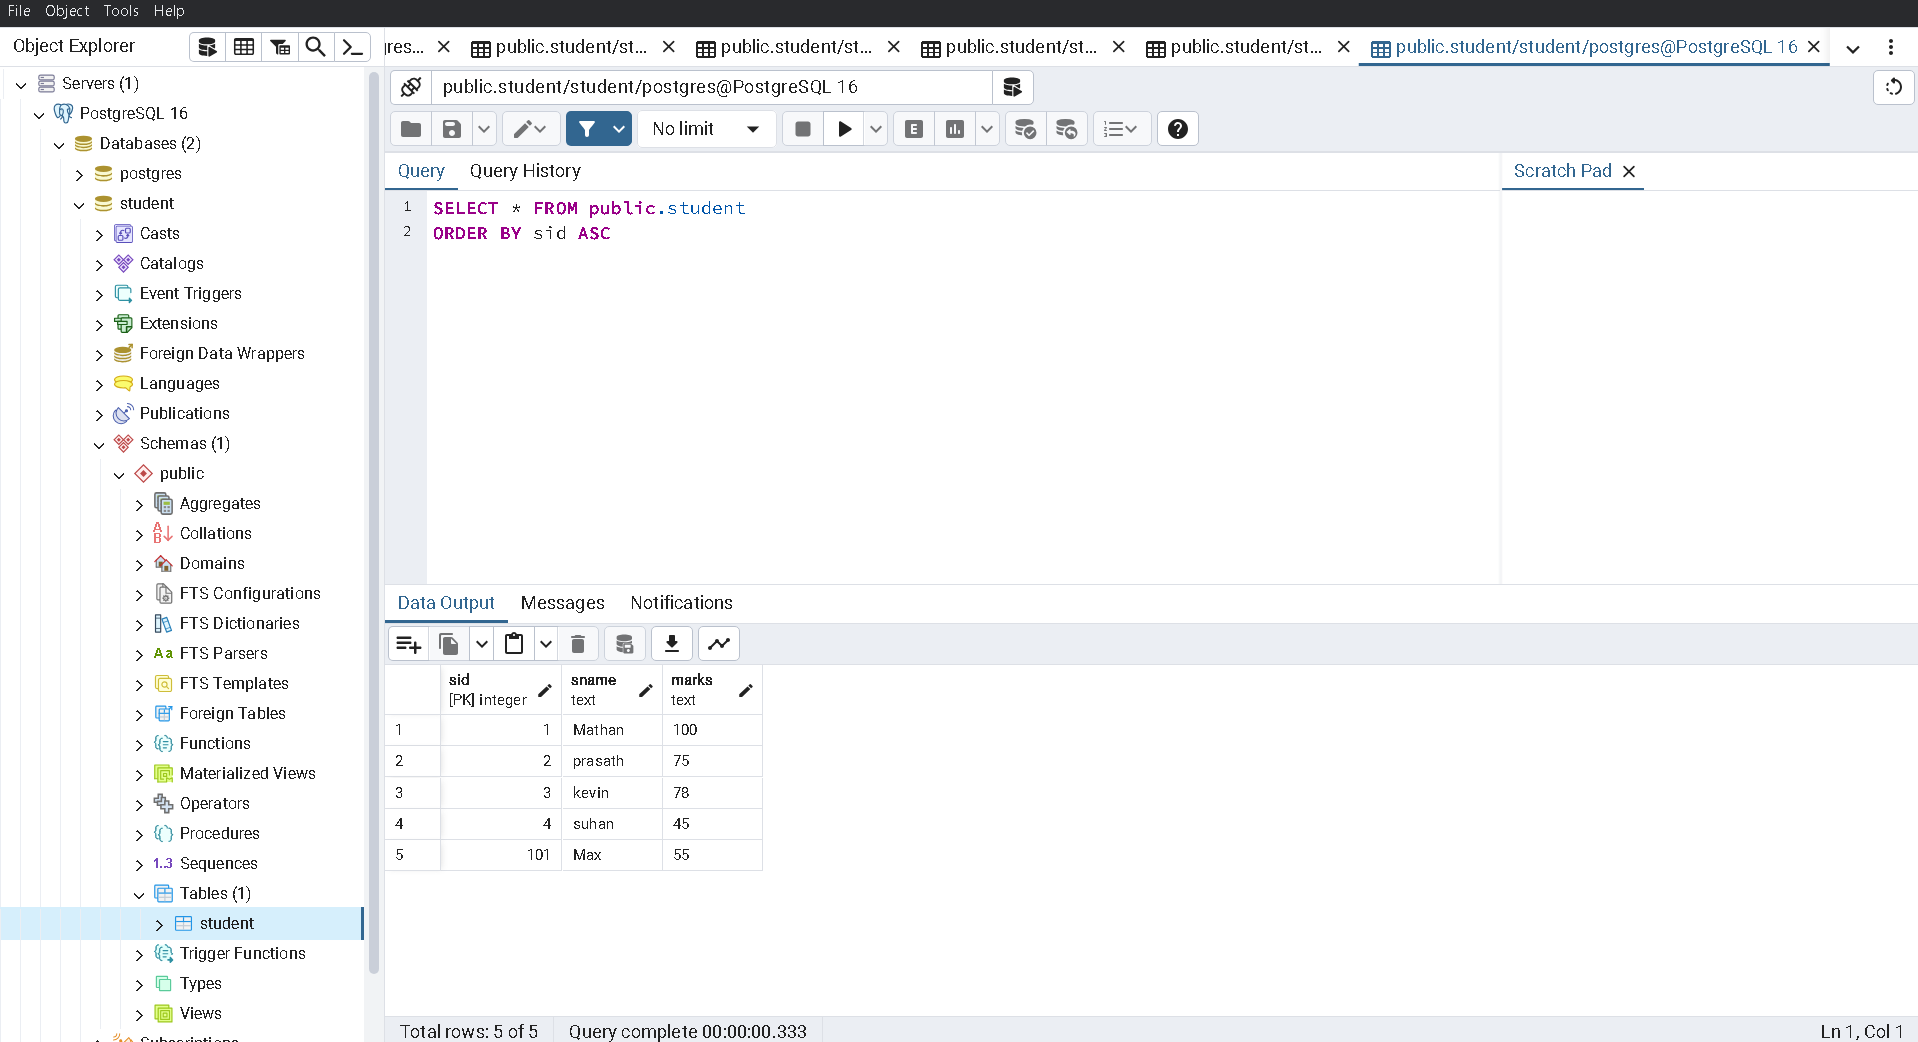 File Object Tools Help
Object Explorer
gres... public.student/st... public.student/st... public.student/st... public.student/st... public.student/student/postgres@PostgreSQL 16
public.student/student/postgres@PostgreSQL 16
No limit
E
Query Query History
Scratch Pad
1 SELECT * FROM public.student
2 ORDER BY sid ASC
Servers (1)
PostgreSQL 16
Databases (2)
postgres
student
Casts
Catalogs
Event Triggers
Extensions
Foreign Data Wrappers
Languages
Publications
Schemas (1)
public
Aggregates
Collations
Domains
FTS Configurations
FTS Dictionaries
Aa FTS Parsers
FTS Templates
Foreign Tables
Functions
Materialized Views
Operators
Procedures
1.3 Sequences
Tables (1)
student
Trigger Functions
Types
Views
Subscriptions
Data Output Messages Notifications
sid sname marks
[PK] integer text text
1 1 Mathan 100
2 2 prasath 75
3 3 kevin 78
4 4 suhan 45
5 101 Max 55
Total rows: 5 of 5 Query complete 00:00:00.333 Ln 1, Col 1